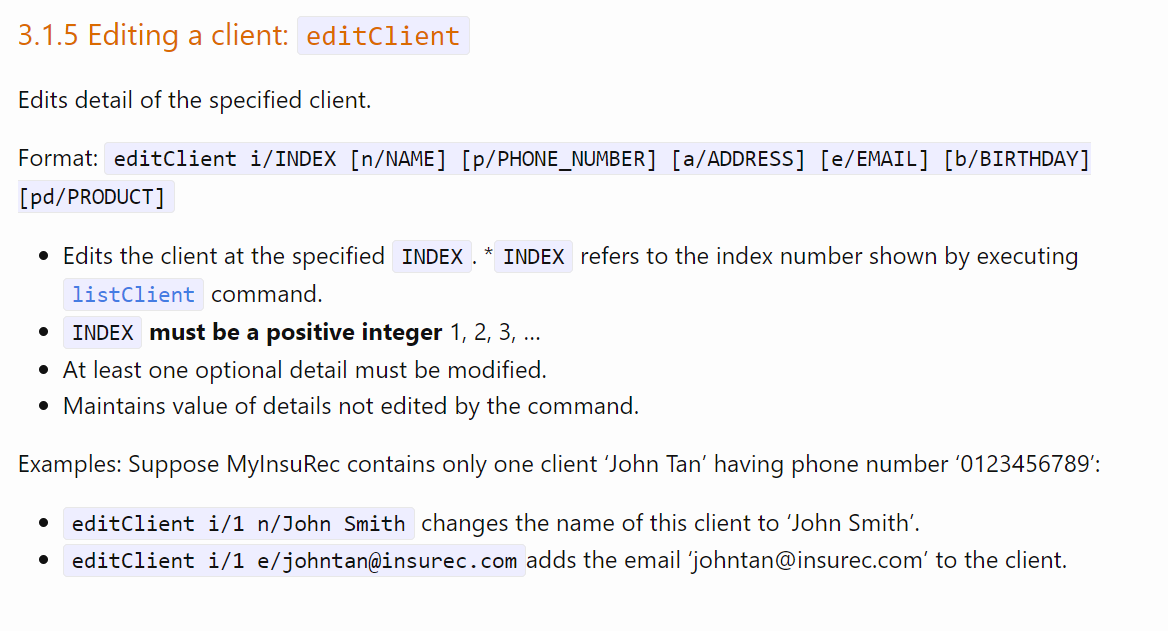 3.1.5 Editing a client: editClient
Edits detail of the specified client.
Format: editClient i/INDEX [n/NAME] [p/PHONE_NUMBER] [a/ADDRESS] [e/EMAIL] [b/BIRTHDAY]
[pd/PRODUCT]
• Edits the client at the specified INDEX. *INDEX refers to the index number shown by executing
listClient command.
• INDEX must be a positive integer 1, 2, 3, …
• At least one optional detail must be modified.
• Maintains value of details not edited by the command.
Examples: Suppose MyInsuRec contains only one client ‘John Tan’ having phone number ‘0123456789’:
• editClient i/1 n/John Smith changes the name of this client to ‘John Smith’.
• editClient i/1 e/johntan@insurec.com adds the email ‘johntan@insurec.com’ to the client.